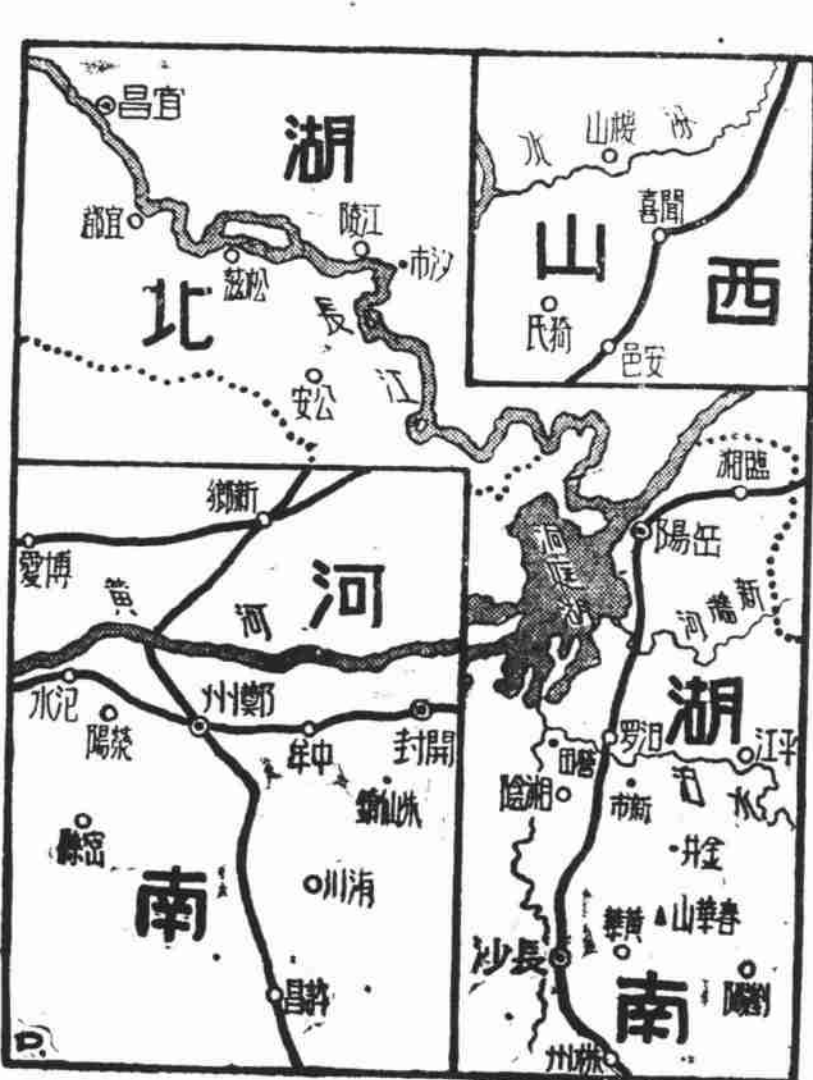 湖北
宜昌
宜都
松滋
江陵
沙市
長江
公安
山西
汾水
稷山
聞喜
猗氏
安邑
臨湘
岳陽
洞庭湖
新牆河
湖南
汨罗
平江
營田
湘陰
新市
汨水
金井
春華山
黃華
長沙
瀏陽
株州
河南
新鄉
博愛
黃河
汜水
滎陽
鄭州
中牟
開封
朱仙鎮
密縣
洧川
許昌
D.